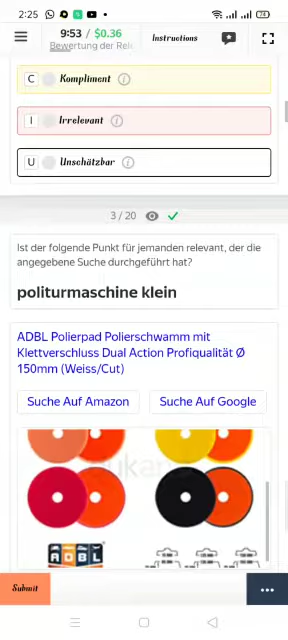 2:25
74
9:53 / $0.36
Bewertung der Rele
Instructions
C Kompliment i
I Irrelevant i
U Unschätzbar i
3 / 20
Ist der folgende Punkt für jemanden relevant, der die
angegebene Suche durchgeführt hat?
politurmaschine klein
ADBL Polierpad Polierschwamm mit
Klettverschluss Dual Action Profiqualität Ø
150mm (Weiss/Cut)
Suche Auf Amazon
Suche Auf Google
ADBL
Submit